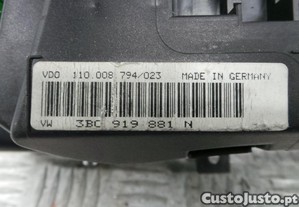 VDO 110.008 794/023 MADE IN GERMANY
VW 3BC 919 881 N
CustoJusto.pt